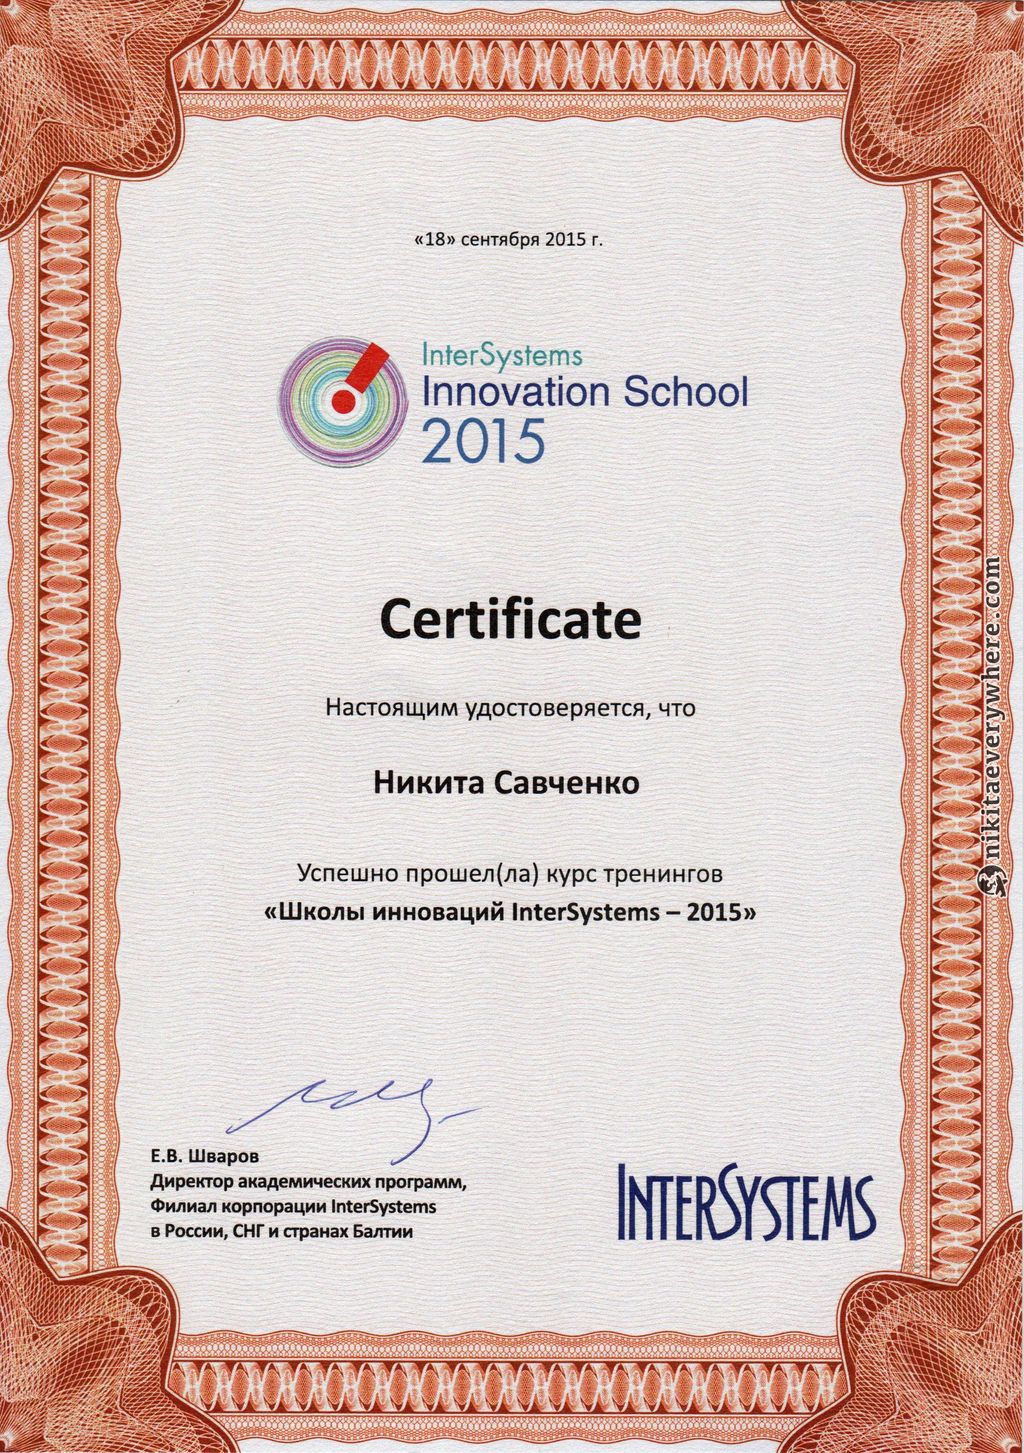 «18» сентября 2015 г.
InterSystems
Innovation School
2015
Certificate
Настоящим удостоверяется, что
Никита Савченко
Успешно прошел(ла) курс тренингов
«Школы инноваций InterSystems – 2015»
Е.В. Шваров
Директор академических программ,
Филиал корпорации InterSystems
в России, СНГ и странах Балтии
INTERSYSTEMS
nikitaeverywhere.com